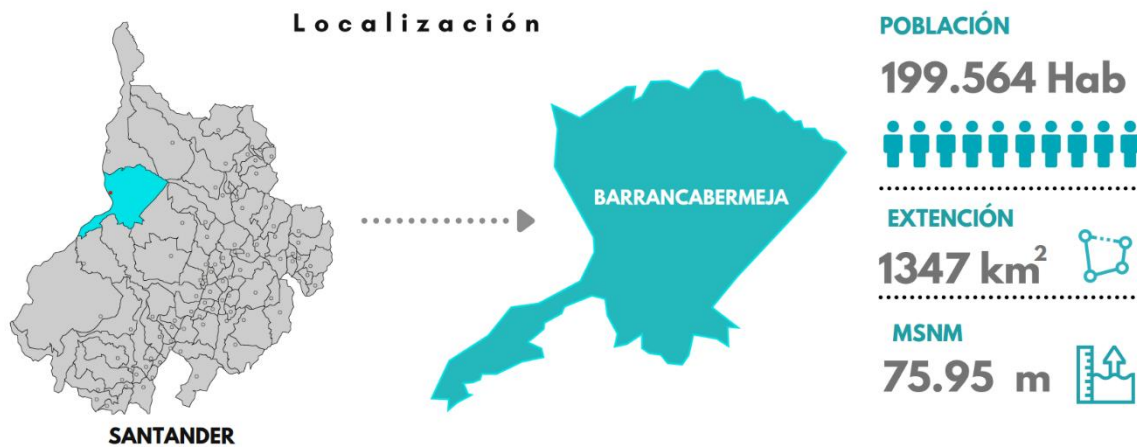 Localización
SANTANDER
BARRANCABERMEJA
POBLACIÓN
199.564 Hab
EXTENCIÓN
1347 km²
MSNM
75.95 m